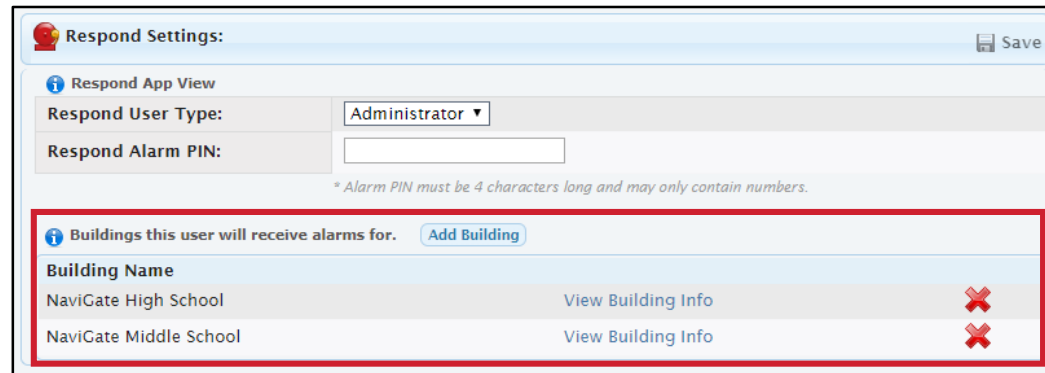 Respond Settings:
Save
Respond App View
Respond User Type: Administrator
Respond Alarm PIN:
* Alarm PIN must be 4 characters long and may only contain numbers.
Buildings this user will receive alarms for. Add Building
Building Name
NaviGate High School View Building Info
NaviGate Middle School View Building Info